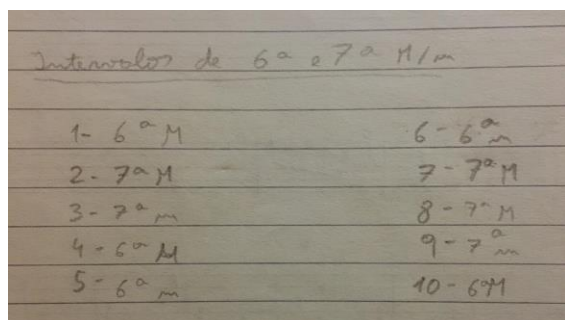 Intervalos de 6ª e 7ª M/m
1- 6ª M
2- 7ª M
3- 7ª m
4- 6ª M
5- 6ª m
6- 6ª m
7- 7ª M
8- 7ª M
9- 7ª m
10- 6ªM